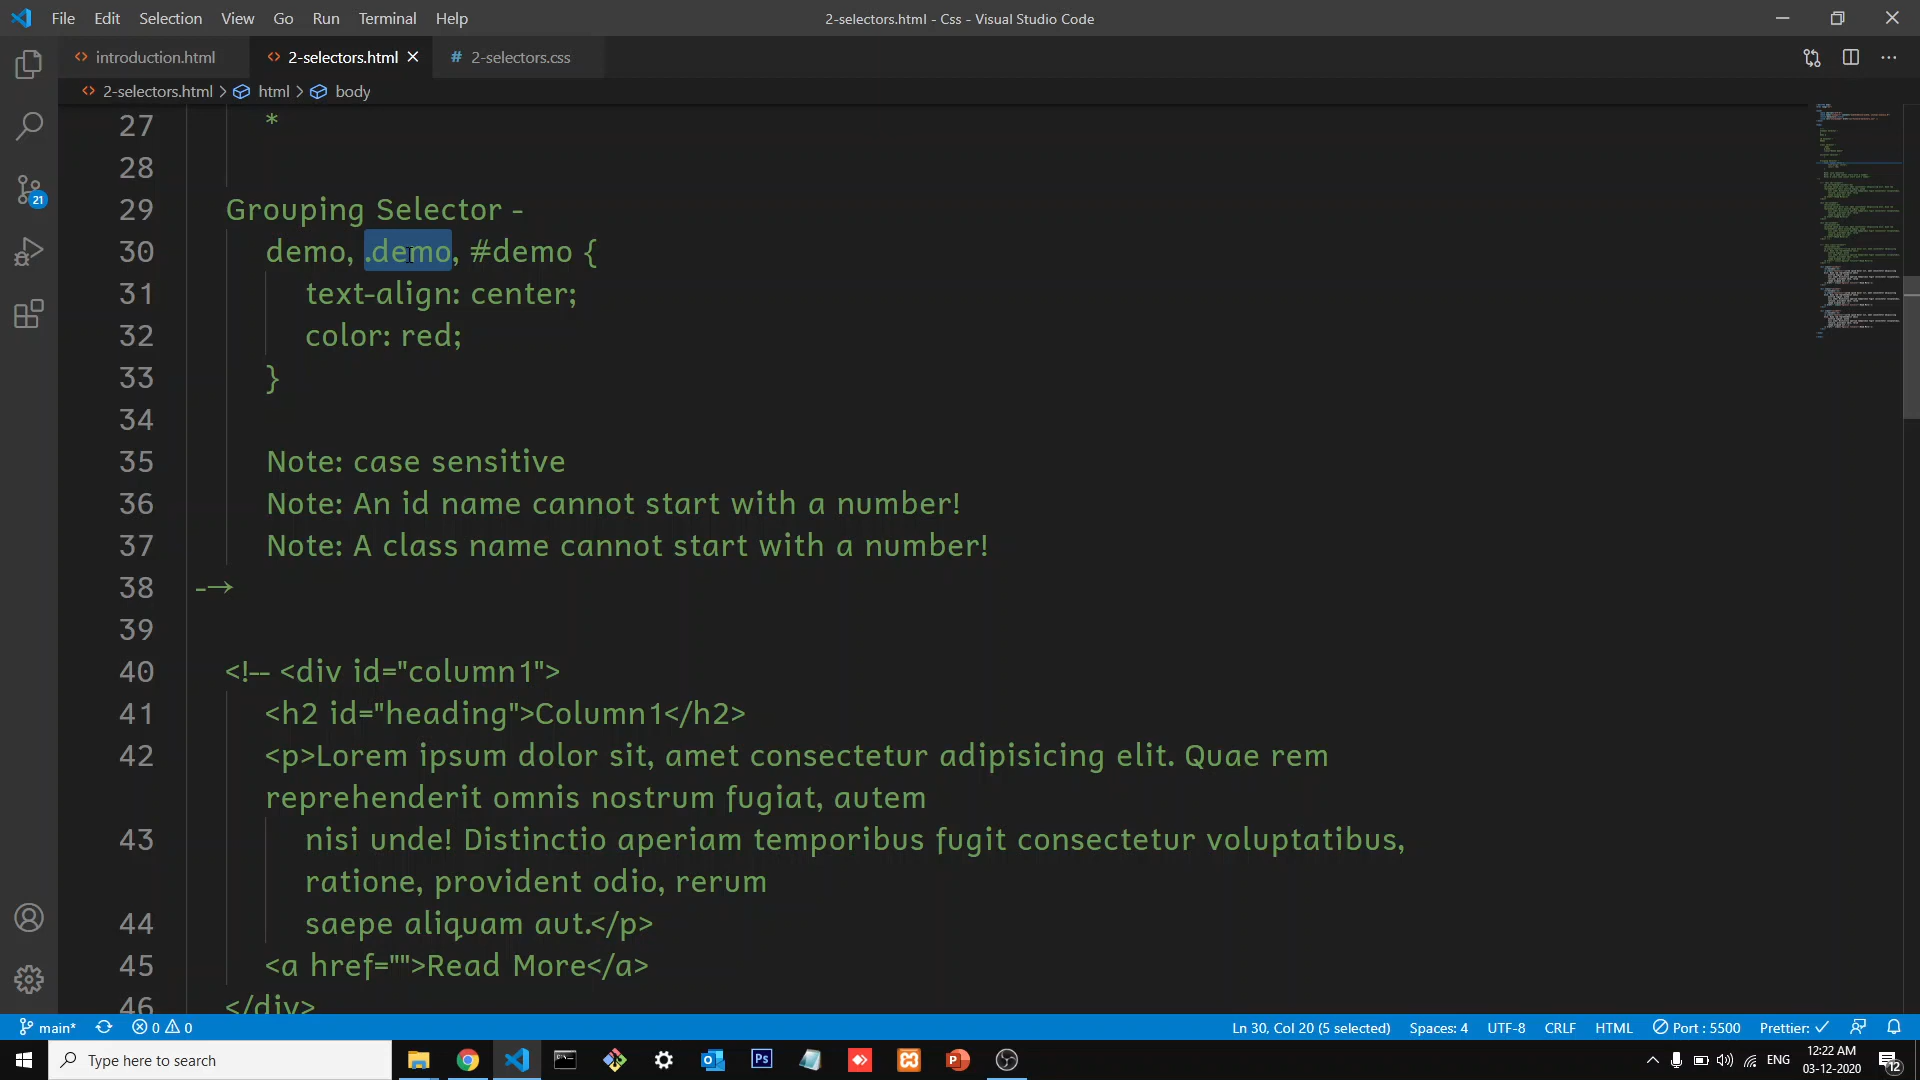 File Edit Selection View Go Run Terminal Help
2-selectors.html - Css - Visual Studio Code
introduction.html
2-selectors.html
# 2-selectors.css
2-selectors.html > html > body
27 *
28
29 Grouping Selector -
30 demo, .demo, #demo {
31 text-align: center;
32 color: red;
33 }
34
35 Note: case sensitive
36 Note: An id name cannot start with a number!
37 Note: A class name cannot start with a number!
38 -->
39
40 <!-- <div id="column1">
41 <h2 id="heading">Column1</h2>
42 <p>Lorem ipsum dolor sit, amet consectetur adipisicing elit. Quae rem
reprehenderit omnis nostrum fugiat, autem
43 nisi unde! Distinctio aperiam temporibus fugit consectetur voluptatibus,
ratione, provident odio, rerum
44 saepe aliquam aut.</p>
45 <a href="">Read More</a>
46 </div>
21
main* 0 0 Ln 30, Col 20 (5 selected) Spaces: 4 UTF-8 CRLF HTML Port : 5500 Prettier: ✓
Type here to search
Ps
ENG
12:22 AM
03-12-2020
12